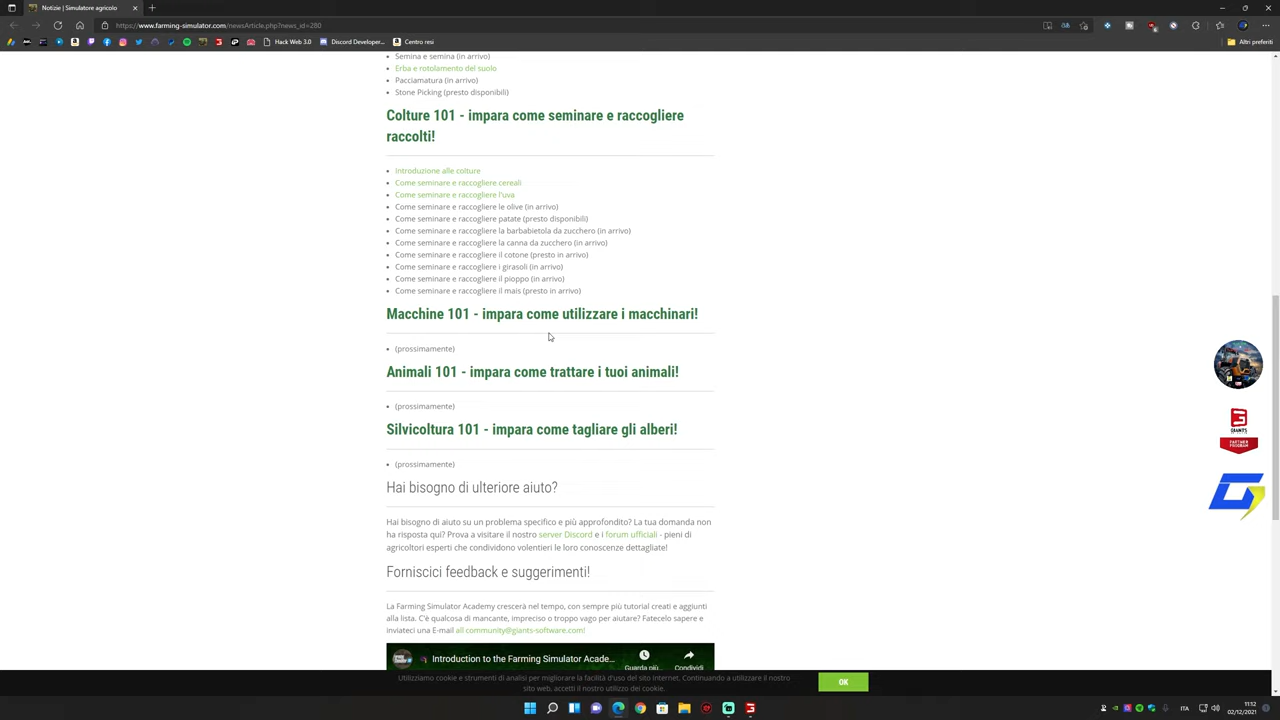 Notizie | Simulatore agricolo
https://www.farming-simulator.com/newsArticle.php?news_id=280
Hack Web 3.0
Discord Developer...
Centro resi
Altri preferiti
Semina e semina (in arrivo)
Erba e rotolamento del suolo
Pacciamatura (in arrivo)
Stone Picking (presto disponibili)
Colture 101 - impara come seminare e raccogliere
raccolti!
Introduzione alle colture
Come seminare e raccogliere cereali
Come seminare e raccogliere l'uva
Come seminare e raccogliere le olive (in arrivo)
Come seminare e raccogliere patate (presto disponibili)
Come seminare e raccogliere la barbabietola da zucchero (in arrivo)
Come seminare e raccogliere la canna da zucchero (in arrivo)
Come seminare e raccogliere il cotone (presto in arrivo)
Come seminare e raccogliere i girasoli (in arrivo)
Come seminare e raccogliere il pioppo (in arrivo)
Come seminare e raccogliere il mais (presto in arrivo)
Macchine 101 - impara come utilizzare i macchinari!
(prossimamente)
Animali 101 - impara come trattare i tuoi animali!
(prossimamente)
Silvicoltura 101 - impara come tagliare gli alberi!
(prossimamente)
Hai bisogno di ulteriore aiuto?
Hai bisogno di aiuto su un problema specifico e più approfondito? La tua domanda non
ha risposta qui? Prova a visitare il nostro server Discord e i forum ufficiali - pieni di
agricoltori esperti che condividono volentieri le loro conoscenze dettagliate!
Forniscici feedback e suggerimenti!
La Farming Simulator Academy crescerà nel tempo, con sempre più tutorial creati e aggiunti
alla lista. C'è qualcosa di mancante, impreciso o troppo vago per aiutare? Fatecelo sapere e
inviateci una E-mail all community@giants-software.com!
Introduction to the Farming Simulator Acade...
Guarda più...
Condividi
Utilizziamo cookie e strumenti di analisi per migliorare la facilità d'uso del sito Internet. Continuando a utilizzare il nostro
sito web, accetti il nostro utilizzo dei cookie.
OK
GIANTS
PARTNER
PROGRAM
ITA
11:12
02/12/2021